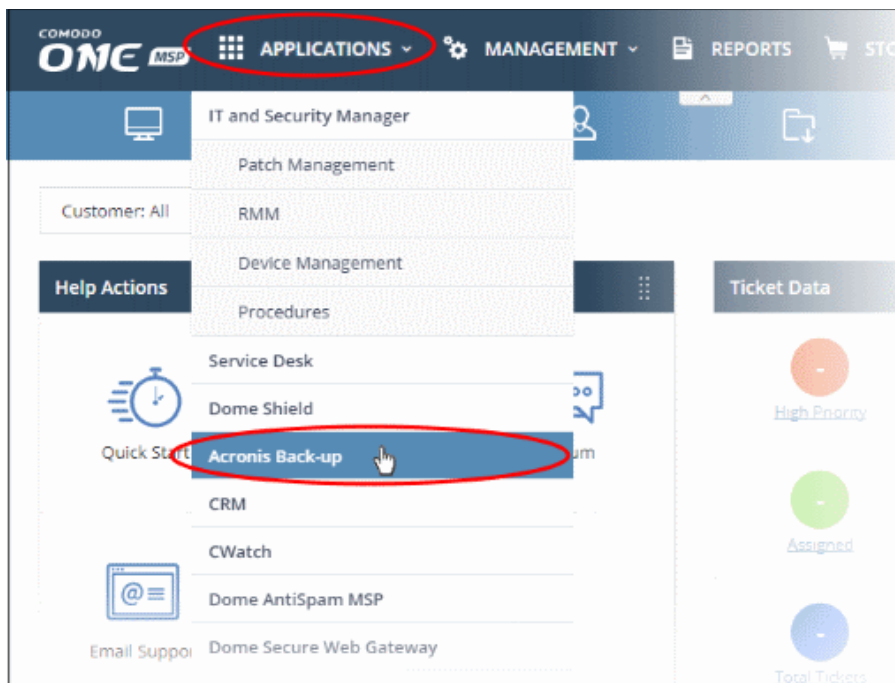 COMODO
ONE MSP APPLICATIONS MANAGEMENT REPORTS
IT and Security Manager
Patch Management
Customer: All
RMM
Device Management
Help Actions
Ticket Data
Procedures
Service Desk
Dome Shield
High Priority
Quick Start
Acronis Back-up
CRM
CWatch
Assigned
Dome AntiSpam MSP
Email
Dome Secure Web Gateway
Total Tickets